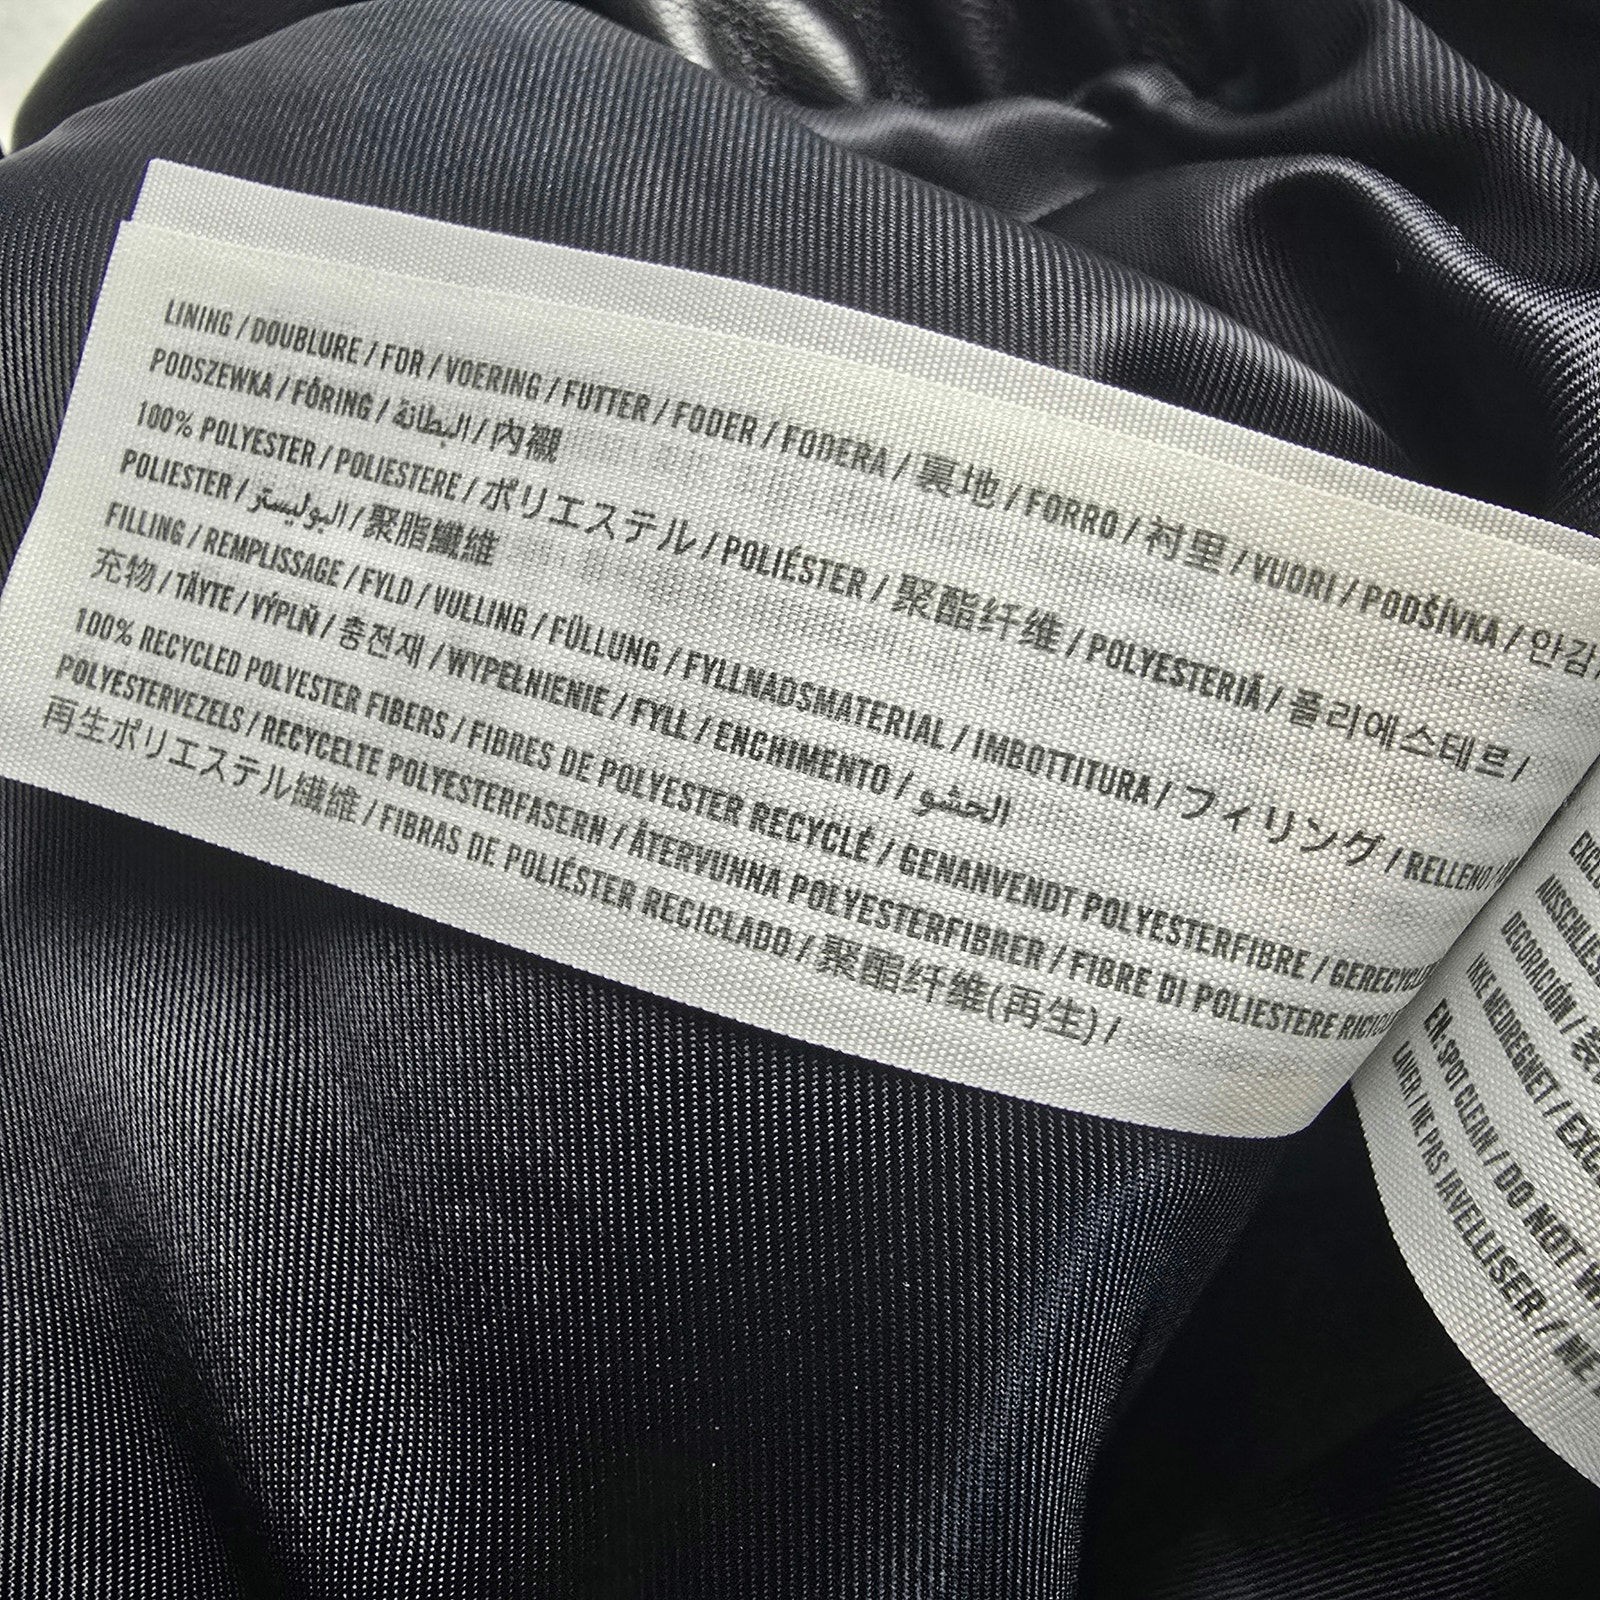 LINING / DOUBLURE / FOR / VOERING / FUTTER / FODER / FODERA / 裏地 / FORRO / 衬里 / VUORI / PODŠÍVKA / 안감 /
PODSZEWKA / FÔRING / البطانة / 內襯
100% POLYESTER / POLIESTERE / ポリエステル / POLIÉSTER / 聚酯纤维 / POLYESTERIÄ / 폴리에스테르 /
POLIESTER / البوليستر / 聚脂纖維
FILLING / REMPLISSAGE / FYLD / VULLING / FÜLLUNG / FYLLNADSMATERIAL / IMBOTTITURA / フィリング / RELLENO /
充物 / TÄYTE / VÝPLŇ / 충전재 / WYPEŁNIENIE / FYLL / ENCHIMENTO / الحشو
100% RECYCLED POLYESTER FIBERS / FIBRES DE POLYESTER RECYCLÉ / GENANVENDT POLYESTERFIBRE /
POLYESTERVEZELS / RECYCELTE POLYESTERFASERN / ÅTERVUNNA POLYESTERFIBRER / FIBRE DI POLIESTERE
再生ポリエステル繊維 / FIBRAS DE POLIÉSTER RECICLADO / 聚酯纤维(再生) /
DECORACIÓN /
IKKE MEDREGNET /
EN: SPOT CLEAN / DO NOT
LAVER / NE PAS JAVELLISER /